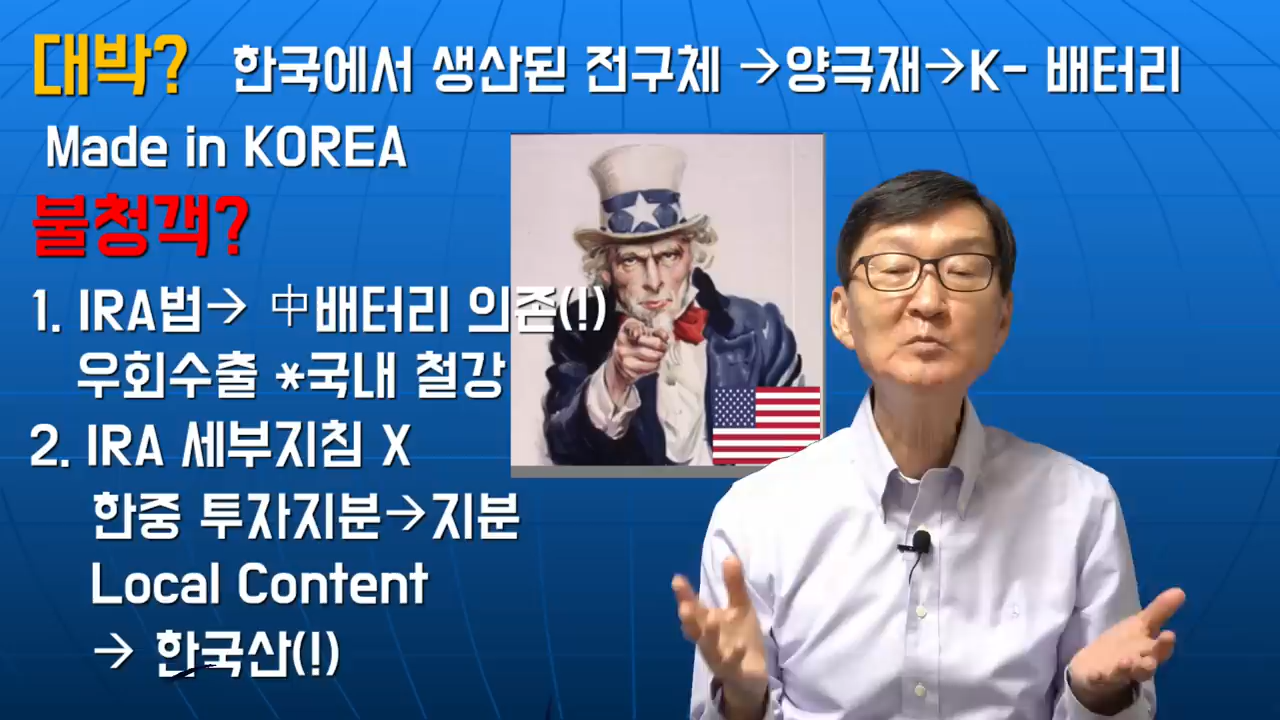 대박? 한국에서 생산된 전구체 →양극재→K- 배터리
Made in KOREA
불청객?
1. IRA법→ 中배터리 의존(!)
우회수출 *국내 철강
2. IRA 세부지침 X
한중 투자지분→지분
Local Content
→ 한국산(!)